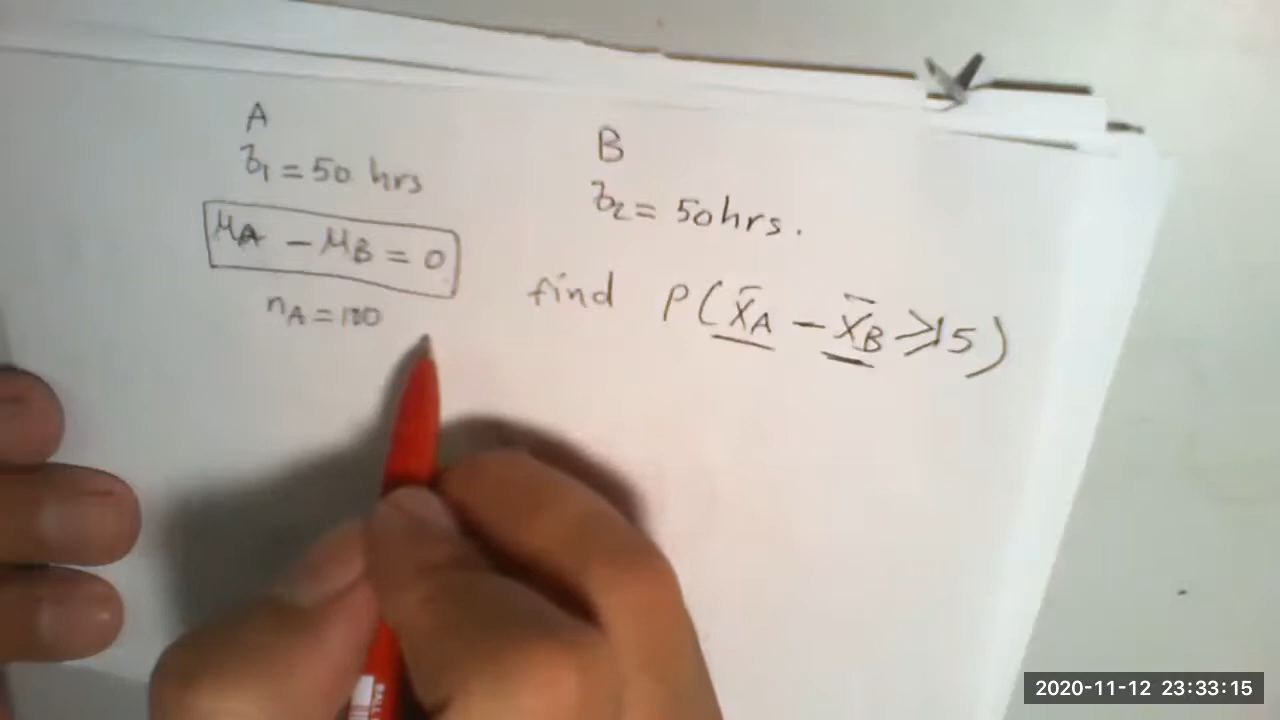 A
σ₁ = 50 hrs
μA - μB = 0
nA = 100
B
σ₂ = 50 hrs.
find P(X̄A - X̄B ≥ 15)
2020-11-12 23:33:15